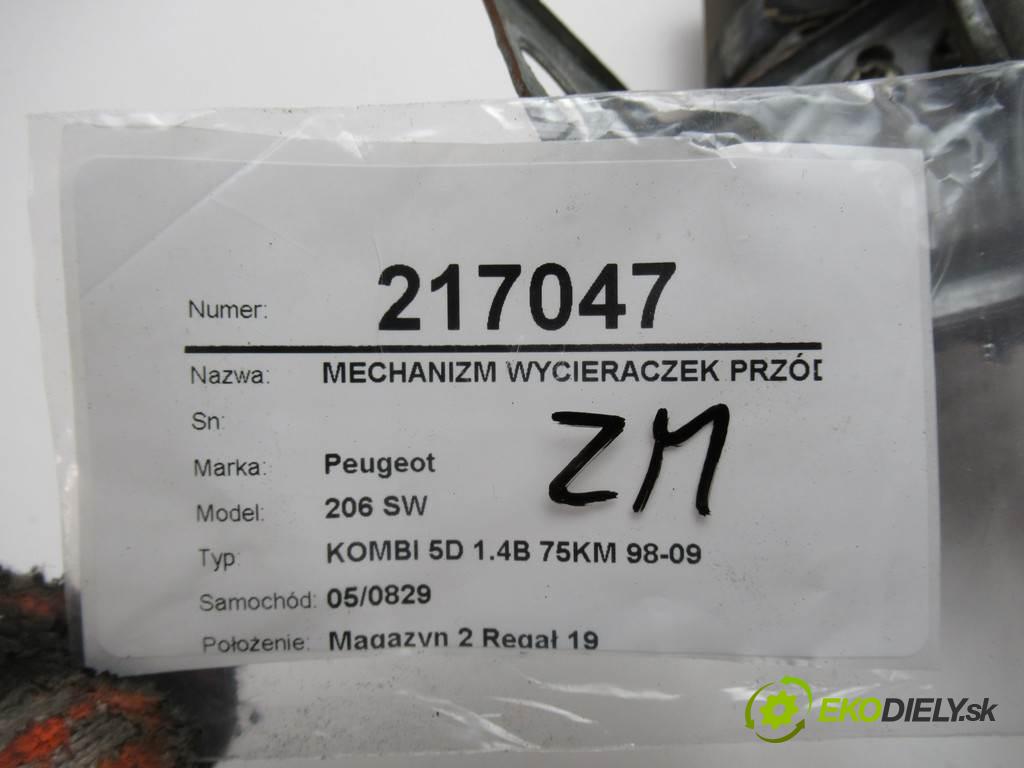 Numer: 217047
Nazwa: MECHANIZM WYCIERACZEK PRZÓD
Sn:
ZM
Marka: Peugeot
Model: 206 SW
Typ: KOMBI 5D 1.4B 75KM 98-09
Samochód: 05/0829
Położenie: Magazyn 2 Regał 19
EKODIELY.sk